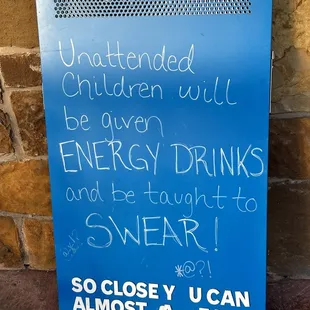 Unattended
Children will
be given
ENERGY DRINKS
and be taught to
SWEAR!
*@?!
SO CLOSE Y U CAN
ALMOST